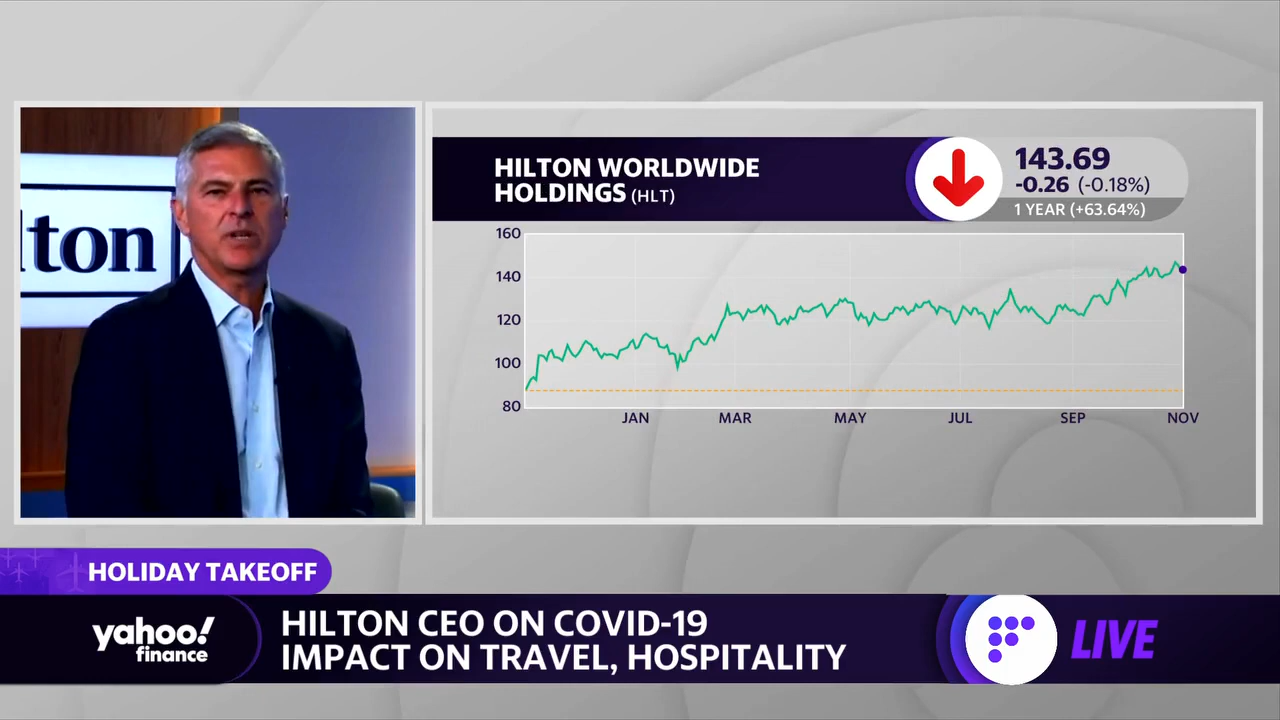 lton
HILTON WORLDWIDE
HOLDINGS (HLT)
143.69
-0.26 (-0.18%)
1 YEAR (+63.64%)
160
140
120
100
80
JAN MAR MAY JUL SEP NOV
HOLIDAY TAKEOFF
yahoo!
finance
HILTON CEO ON COVID-19
IMPACT ON TRAVEL, HOSPITALITY
LIVE